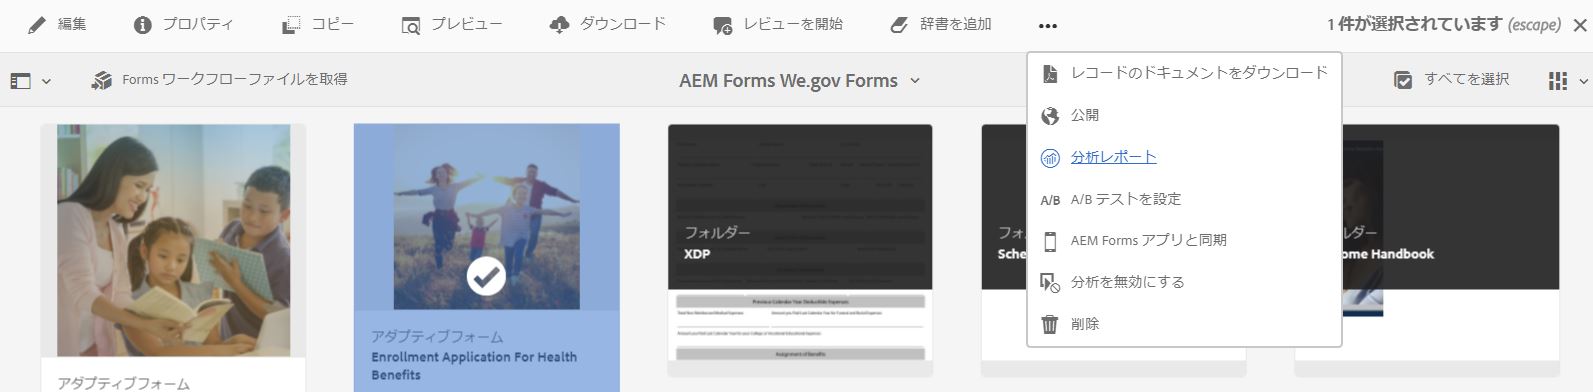 編集
プロパティ
コピー
プレビュー
ダウンロード
レビューを開始
辞書を追加
1 件が選択されています (escape)
Forms ワークフローファイルを取得
AEM Forms We.gov Forms
すべてを選択
レコードのドキュメントをダウンロード
公開
分析レポート
A/B A/B テストを設定
AEM Forms アプリと同期
分析を無効にする
削除
アダプティブフォーム
アダプティブフォーム
Enrollment Application For Health
Benefits
フォルダー
XDP
Previous Calendar Year Deductible Expenses
Assignment of Benefits
フォ
Sche
ルダー
ome Handbook